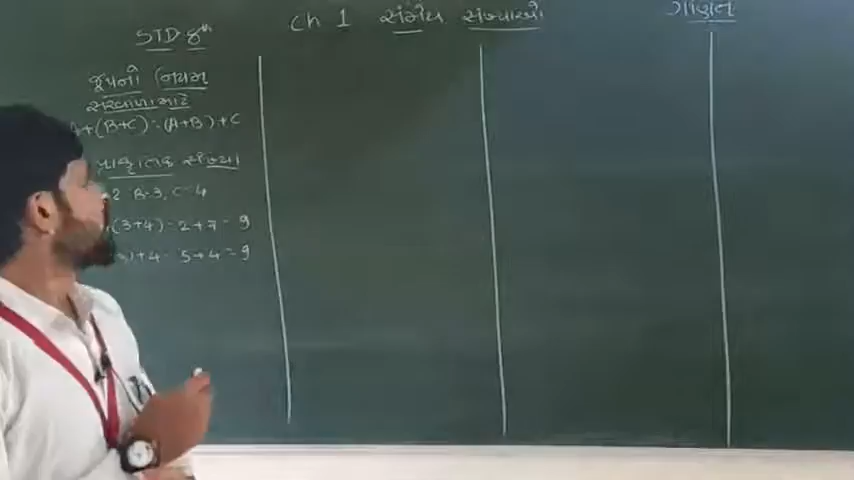 STD-8th
Ch 1 સંમેય સંખ્યાઓ
ગણિત
જૂથનો નિયમ
સરવાળા માટે
A+(B+C)=(A+B)+C
પ્રાકૃતિક સંખ્યા
2 B=3, C=4
(3+4)=2+7=9
)+4=5+4=9